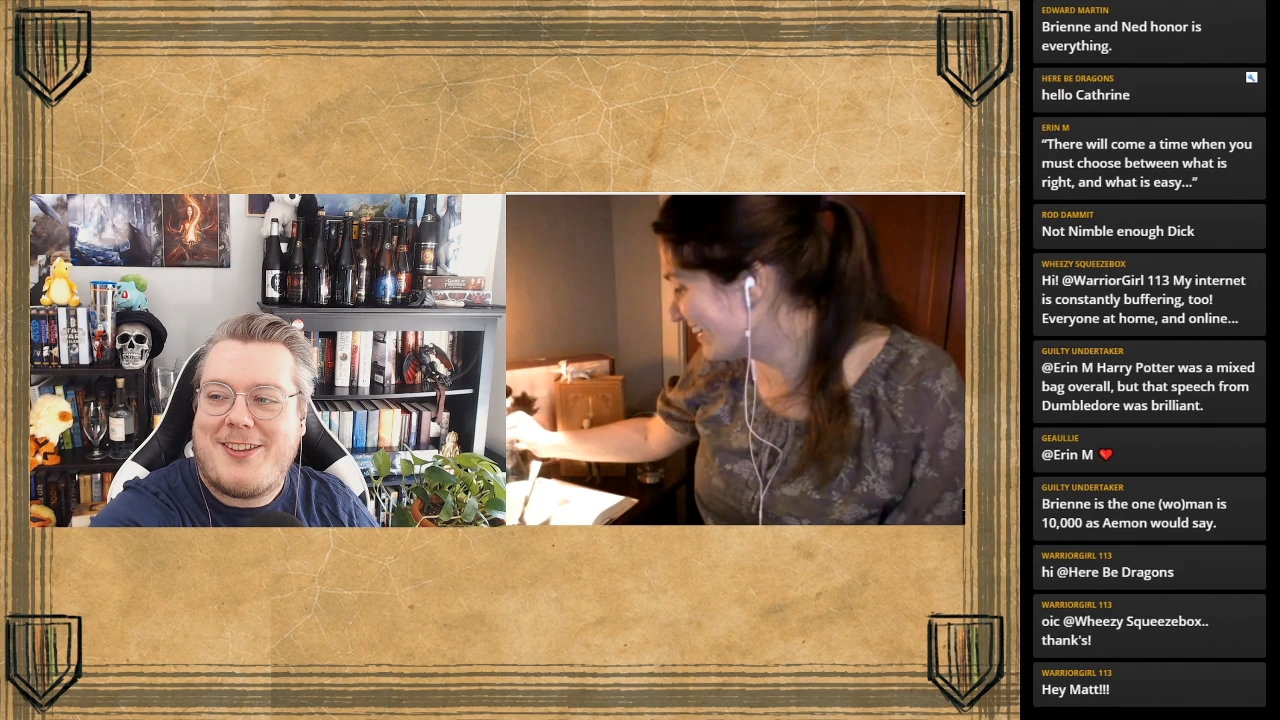 EDWARD MARTIN
Brienne and Ned honor is
everything.
HERE BE DRAGONS
hello Cathrine
ERIN M
“There will come a time when you
must choose between what is
right, and what is easy...”
ROD DAMMIT
Not Nimble enough Dick
WHEEZY SQUEEZEBOX
Hi! @WarriorGirl 113 My internet
is constantly buffering, too!
Everyone at home, and online...
GUILTY UNDERTAKER
@Erin M Harry Potter was a mixed
bag overall, but that speech from
Dumbledore was brilliant.
GEAULLIE
@Erin M ❤
GUILTY UNDERTAKER
Brienne is the one (wo)man is
10,000 as Aemon would say.
WARRIORGIRL 113
hi @Here Be Dragons
WARRIORGIRL 113
oic @Wheezy Squeezebox..
thank's!
WARRIORGIRL 113
Hey Matt!!!